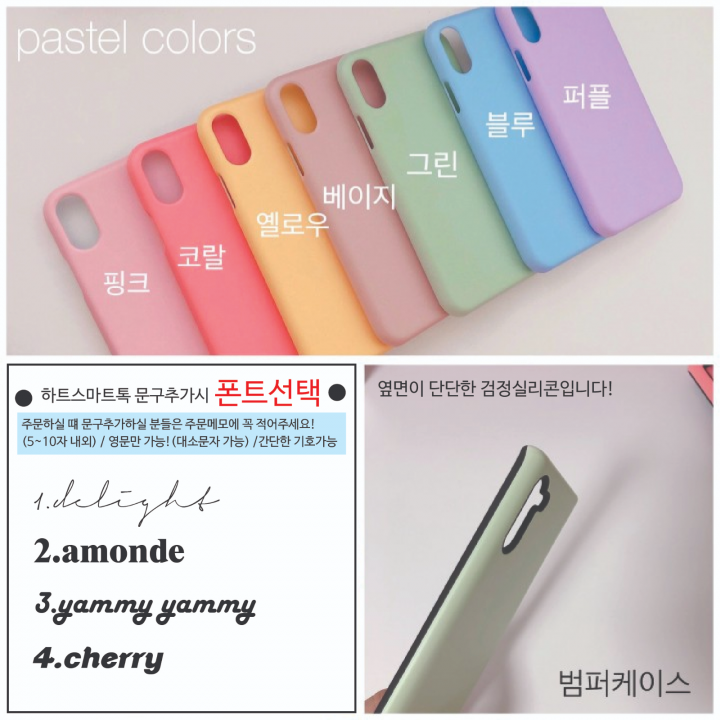 pastel colors
핑크
코랄
옐로우
베이지
그린
블루
퍼플
● 하트스마트톡 문구추가시 폰트선택 ●
주문하실 떄 문구추가하실 분들은 주문메모에 꼭 적어주세요!
(5~10자 내외) / 영문만 가능! (대소문자 가능) /간단한 기호가능
1.delight
2.amonde
3.yammy yammy
4.cherry
옆면이 단단한 검정실리콘입니다!
범퍼케이스